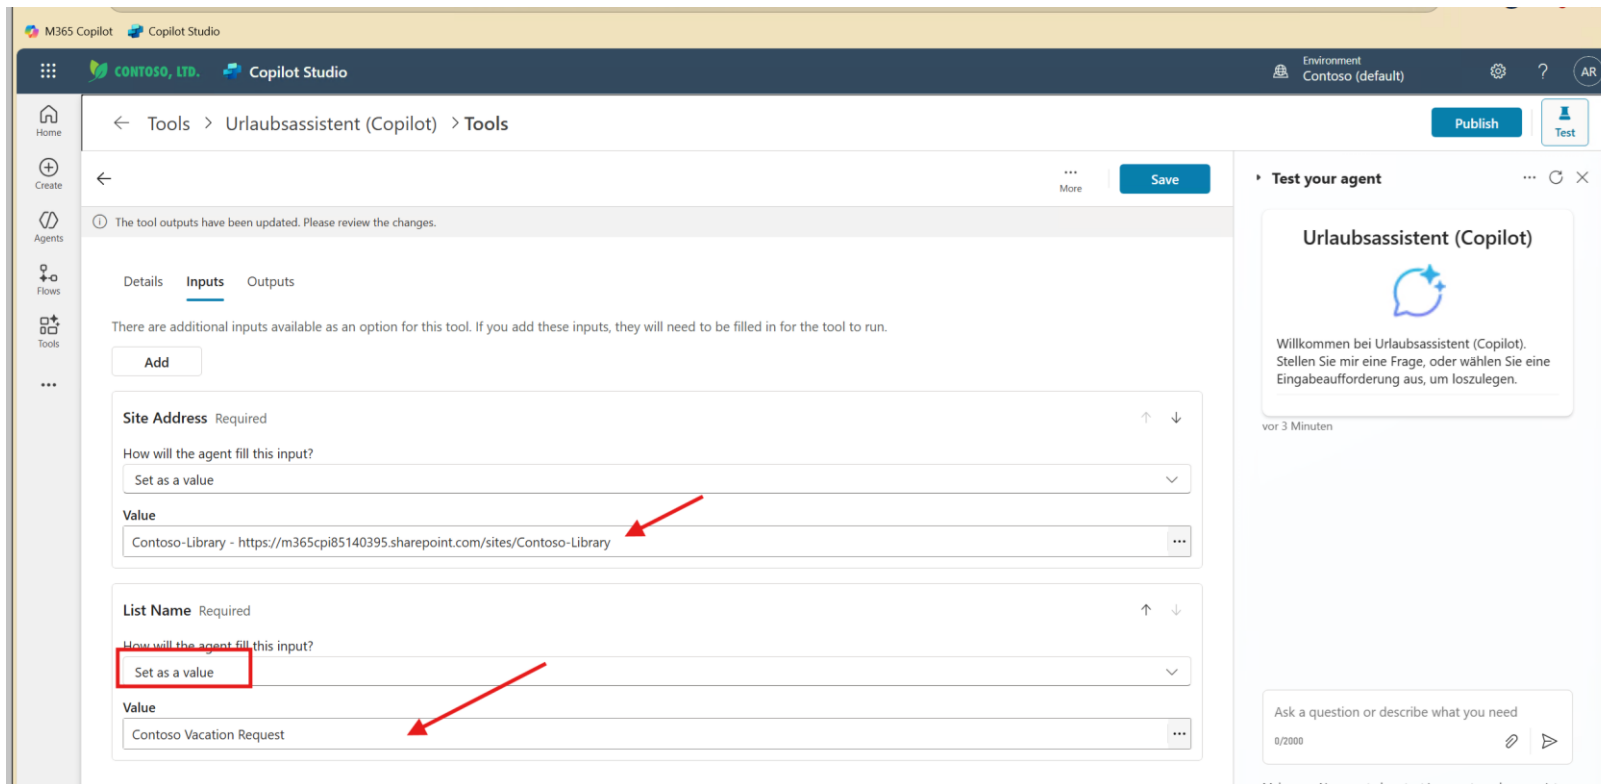 M365 Copilot Copilot Studio
CONTOSO, LTD. Copilot Studio
Environment
Contoso (default)
?
AR
Home
Create
Agents
Flows
Tools
Tools > Urlaubsassistent (Copilot) > Tools
Publish
Test
More
Save
The tool outputs have been updated. Please review the changes.
Details Inputs Outputs
There are additional inputs available as an option for this tool. If you add these inputs, they will need to be filled in for the tool to run.
Add
Site Address Required
How will the agent fill this input?
Set as a value
Value
Contoso-Library - https://m365cpi85140395.sharepoint.com/sites/Contoso-Library
List Name Required
How will the agent fill this input?
Set as a value
Value
Contoso Vacation Request
Test your agent
Urlaubsassistent (Copilot)
Willkommen bei Urlaubsassistent (Copilot).
Stellen Sie mir eine Frage, oder wählen Sie eine
Eingabeaufforderung aus, um loszulegen.
vor 3 Minuten
Ask a question or describe what you need
0/2000